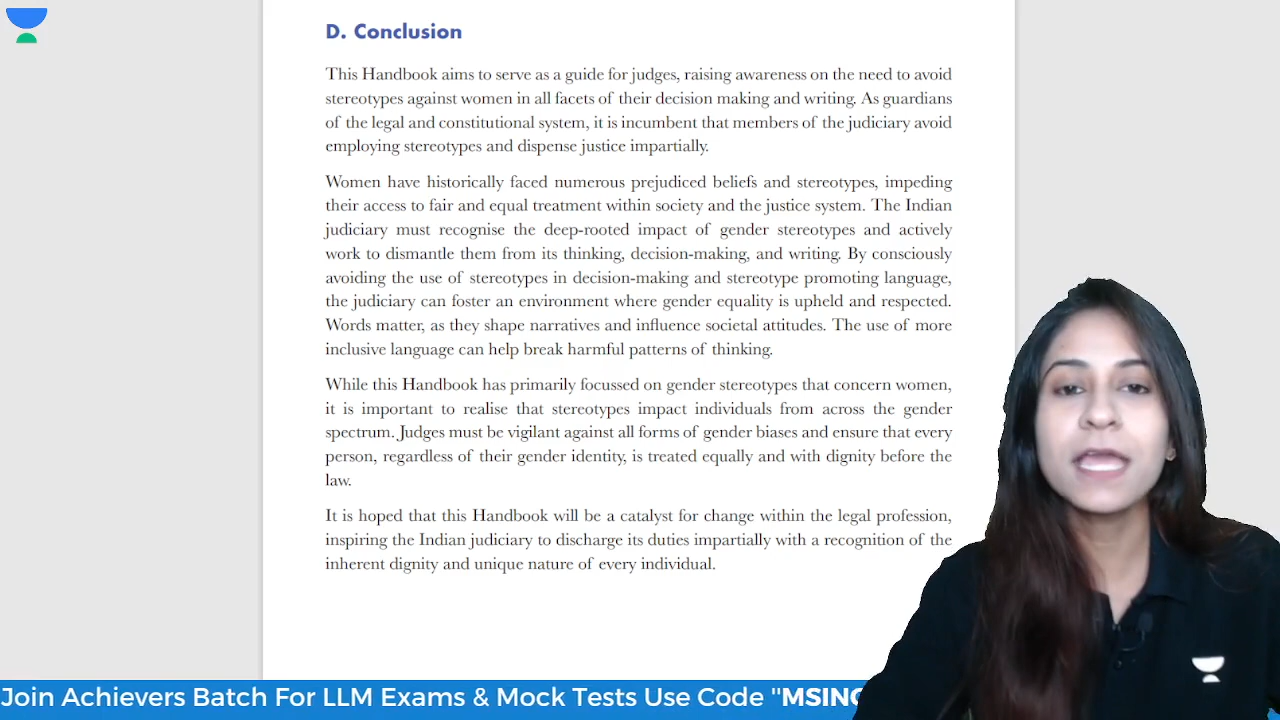 D. Conclusion
This Handbook aims to serve as a guide for judges, raising awareness on the need to avoid
stereotypes against women in all facets of their decision making and writing. As guardians
of the legal and constitutional system, it is incumbent that members of the judiciary avoid
employing stereotypes and dispense justice impartially.
Women have historically faced numerous prejudiced beliefs and stereotypes, impeding
their access to fair and equal treatment within society and the justice system. The Indian
judiciary must recognise the deep-rooted impact of gender stereotypes and actively
work to dismantle them from its thinking, decision-making, and writing. By consciously
avoiding the use of stereotypes in decision-making and stereotype promoting language,
the judiciary can foster an environment where gender equality is upheld and respected.
Words matter, as they shape narratives and influence societal attitudes. The use of more
inclusive language can help break harmful patterns of thinking.
While this Handbook has primarily focussed on gender stereotypes that concern women,
it is important to realise that stereotypes impact individuals from across the gender
spectrum. Judges must be vigilant against all forms of gender biases and ensure that every
person, regardless of their gender identity, is treated equally and with dignity before the
law.
It is hoped that this Handbook will be a catalyst for change within the legal profession,
inspiring the Indian judiciary to discharge its duties impartially with a recognition of the
inherent dignity and unique nature of every individual.
Join Achievers Batch For LLM Exams & Mock Tests Use Code "MSING